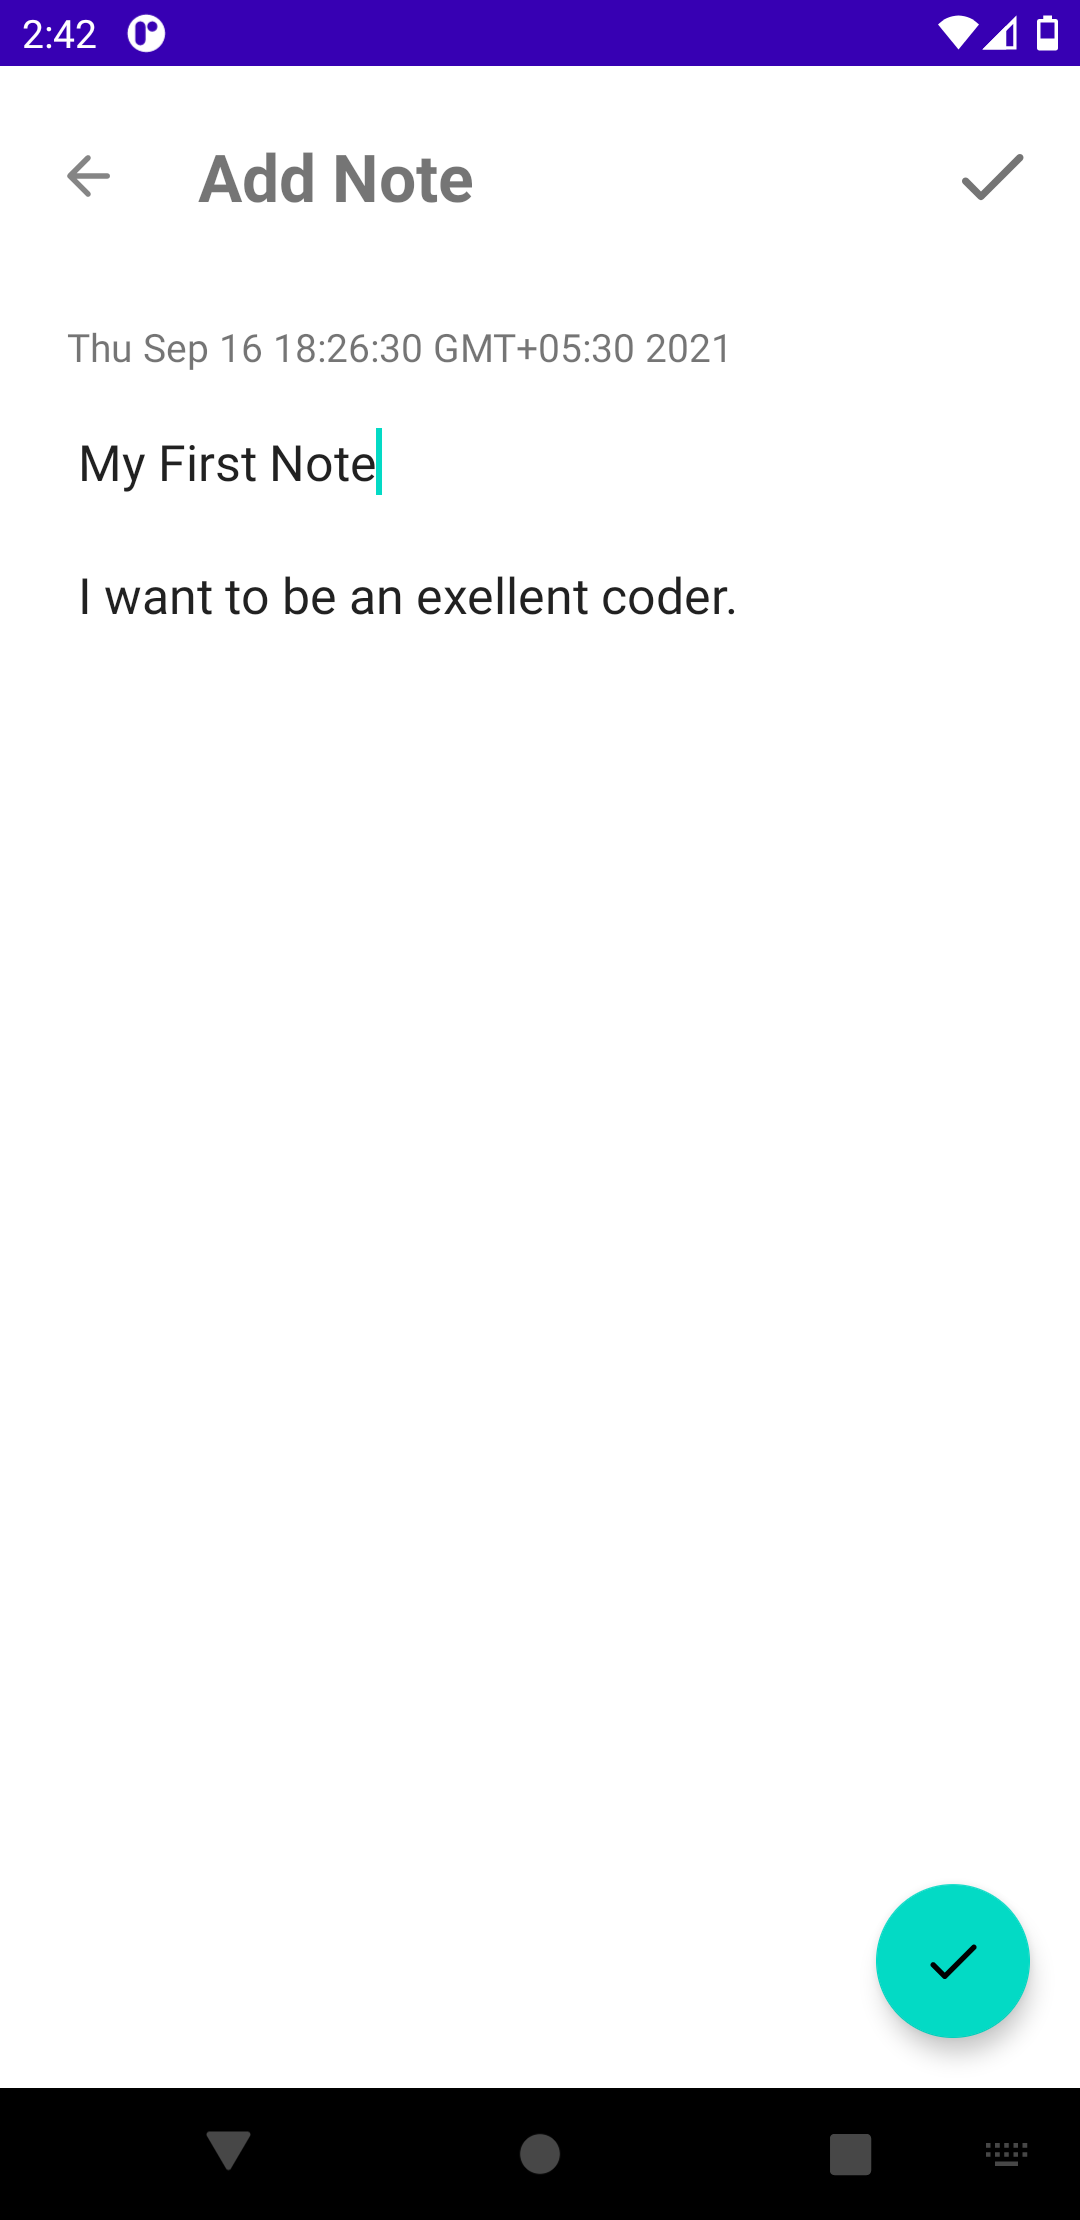 2:42
Add Note
Thu Sep 16 18:26:30 GMT+05:30 2021
My First Note
I want to be an exellent coder.